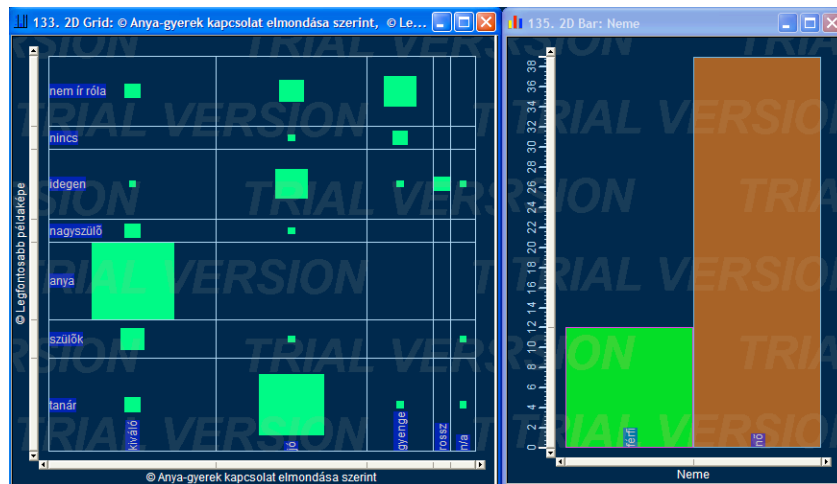 133. 2D Grid: © Anya-gyerek kapcsolat elmondása szerint, © Le...
nem ír róla
nincs
idegen
nagyszülő
anya
szülők
tanár
© Legfontosabb példaképe
kiváló
jó
gyenge
rossz
n/a
© Anya-gyerek kapcsolat elmondása szerint
TRIAL VERSION
135. 2D Bar: Neme
38
36
34
32
30
28
26
24
22
20
18
16
14
12
10
8
6
4
2
0
férfi
nő
Neme
TRIAL VERSION